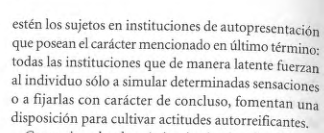 estén los sujetos en instituciones de autopresentación
que posean el carácter mencionado en último término:
todas las instituciones que de manera latente fuerzan
al individuo sólo a simular determinadas sensaciones
o a fijarlas con carácter de concluso, fomentan una
disposición para cultivar actitudes autorreificantes.